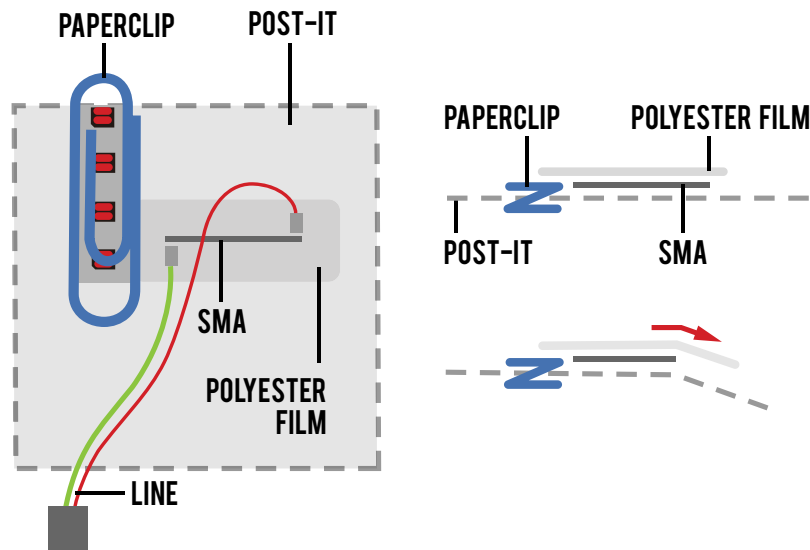 PAPERCLIP
POST-IT
SMA
POLYESTER
FILM
LINE
PAPERCLIP
POLYESTER FILM
POST-IT
SMA